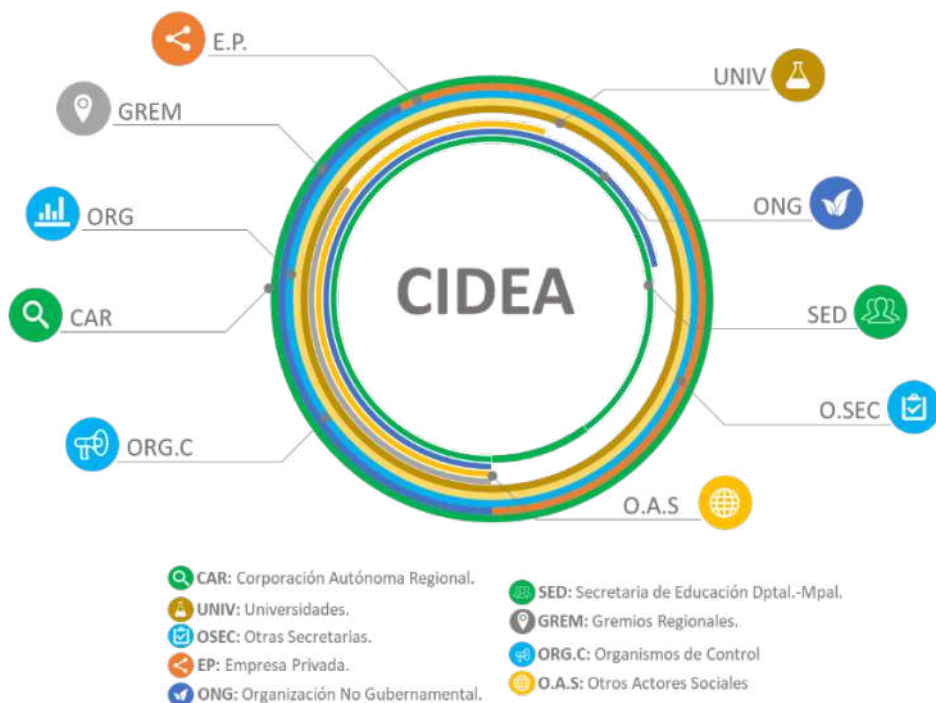 E.P.
UNIV
GREM
ONG
ORG
CIDEA
CAR
SED
O.SEC
ORG.C
O.A.S
CAR: Corporación Autónoma Regional.
UNIV: Universidades.
OSEC: Otras Secretarias.
EP: Empresa Privada.
ONG: Organización No Gubernamental.
SED: Secretaria de Educación Dptal.-Mpal.
GREM: Gremios Regionales.
ORG.C: Organismos de Control
O.A.S: Otros Actores Sociales